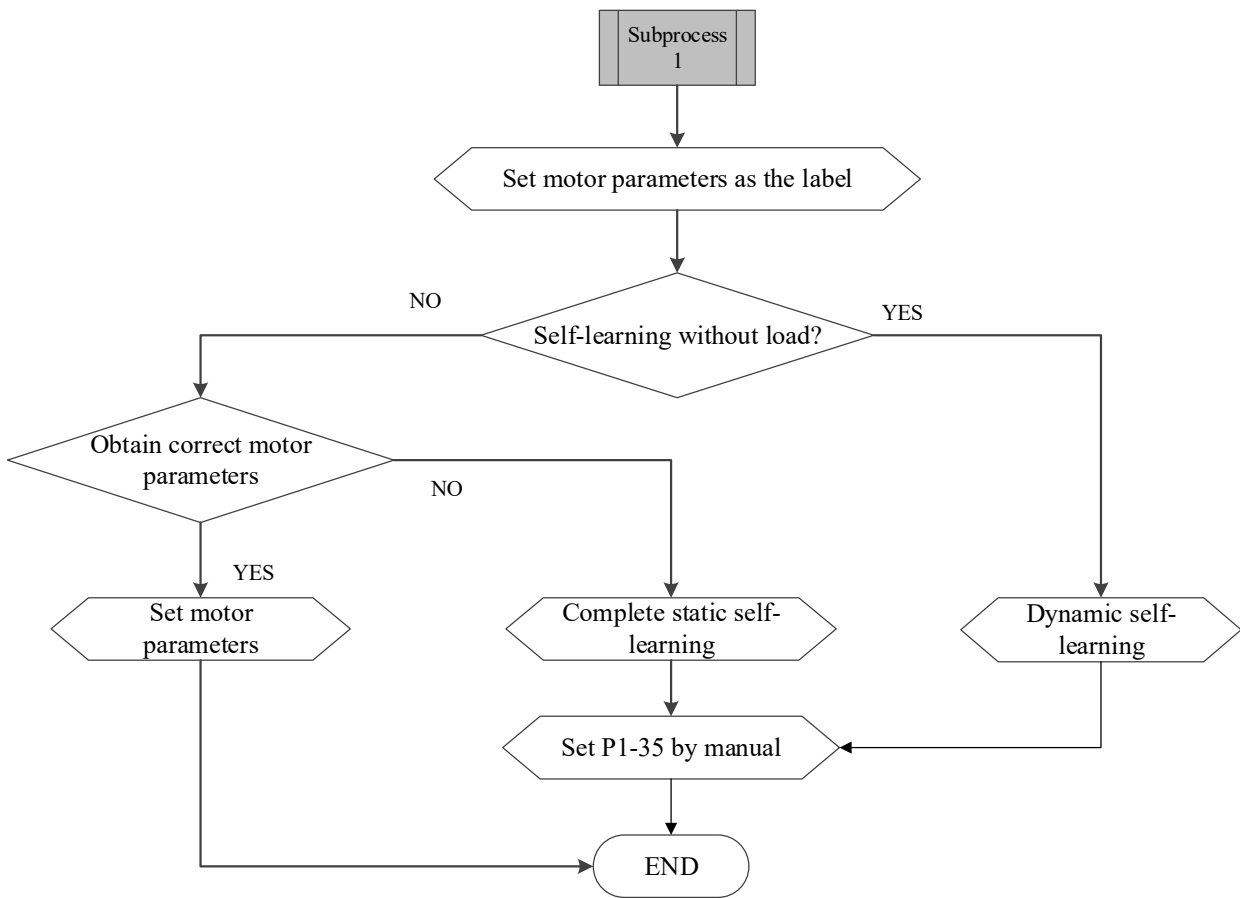 Subprocess
1
Set motor parameters as the label
NO
YES
Self-learning without load?
Obtain correct motor
parameters
NO
YES
Set motor
parameters
Complete static self-
learning
Dynamic self-
learning
Set P1-35 by manual
END